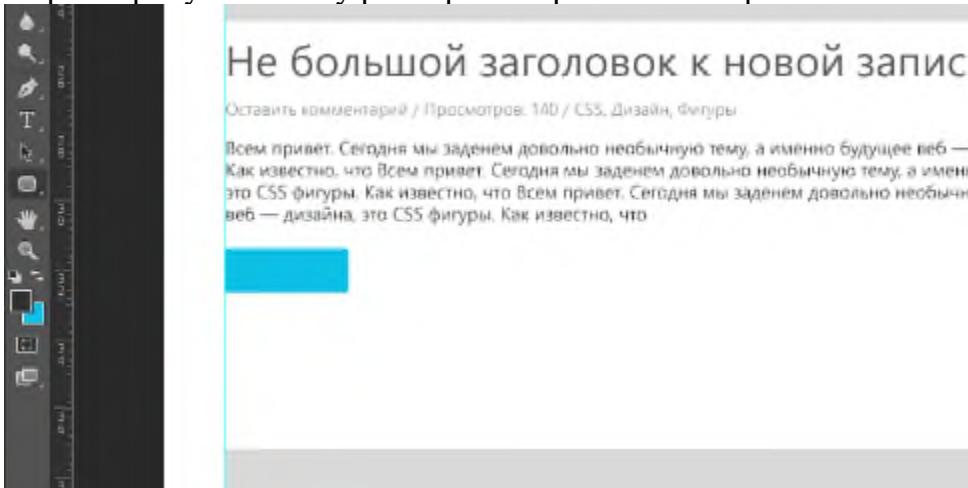 Не большой заголовок к новой запис
Оставить комментарий / Просмотров: 140 / CSS, Дизайн, Фигуры
Всем привет. Сегодня мы заденем довольно необычную тему, а именно будущее веб —
Как известно, что Всем привет. Сегодня мы заденем довольно необычную тему, а имен
это CSS фигуры. Как известно, что Всем привет. Сегодня мы заденем довольно необычн
веб — дизайна, это CSS фигуры. Как известно, что